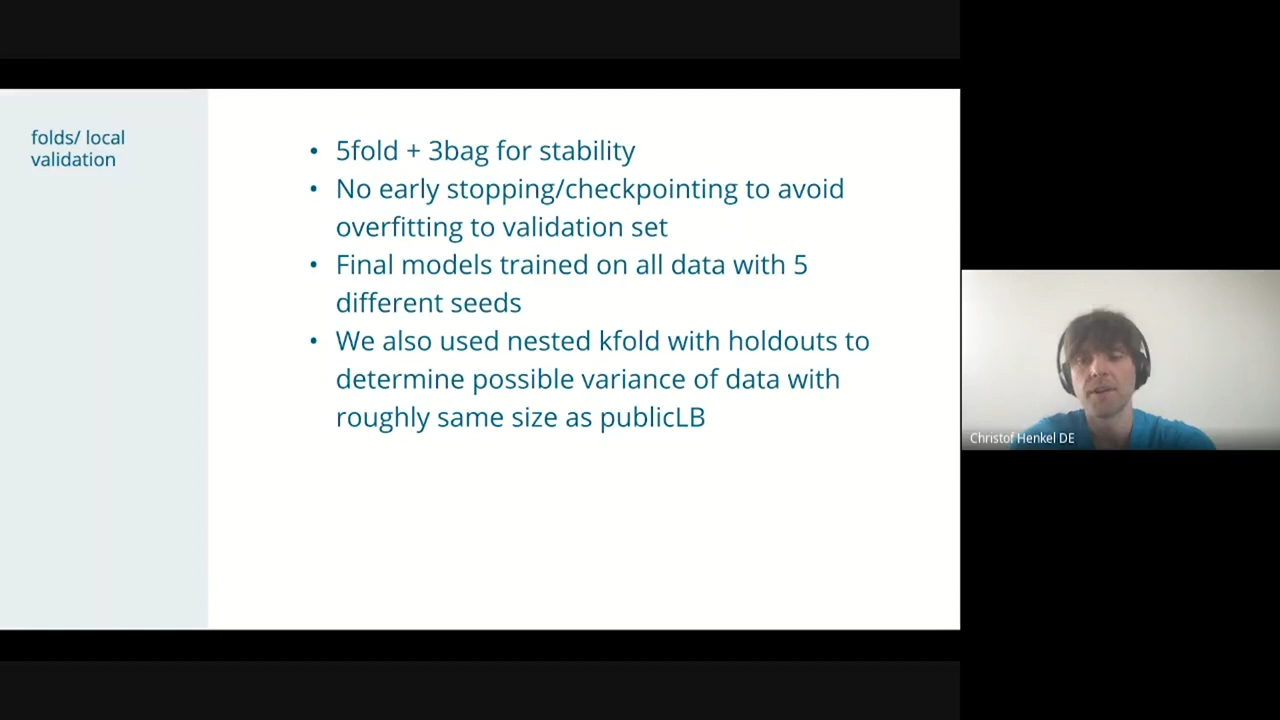 folds/ local
validation
• 5fold + 3bag for stability
• No early stopping/checkpointing to avoid
overfitting to validation set
• Final models trained on all data with 5
different seeds
• We also used nested kfold with holdouts to
determine possible variance of data with
roughly same size as publicLB
Christof Henkel DE